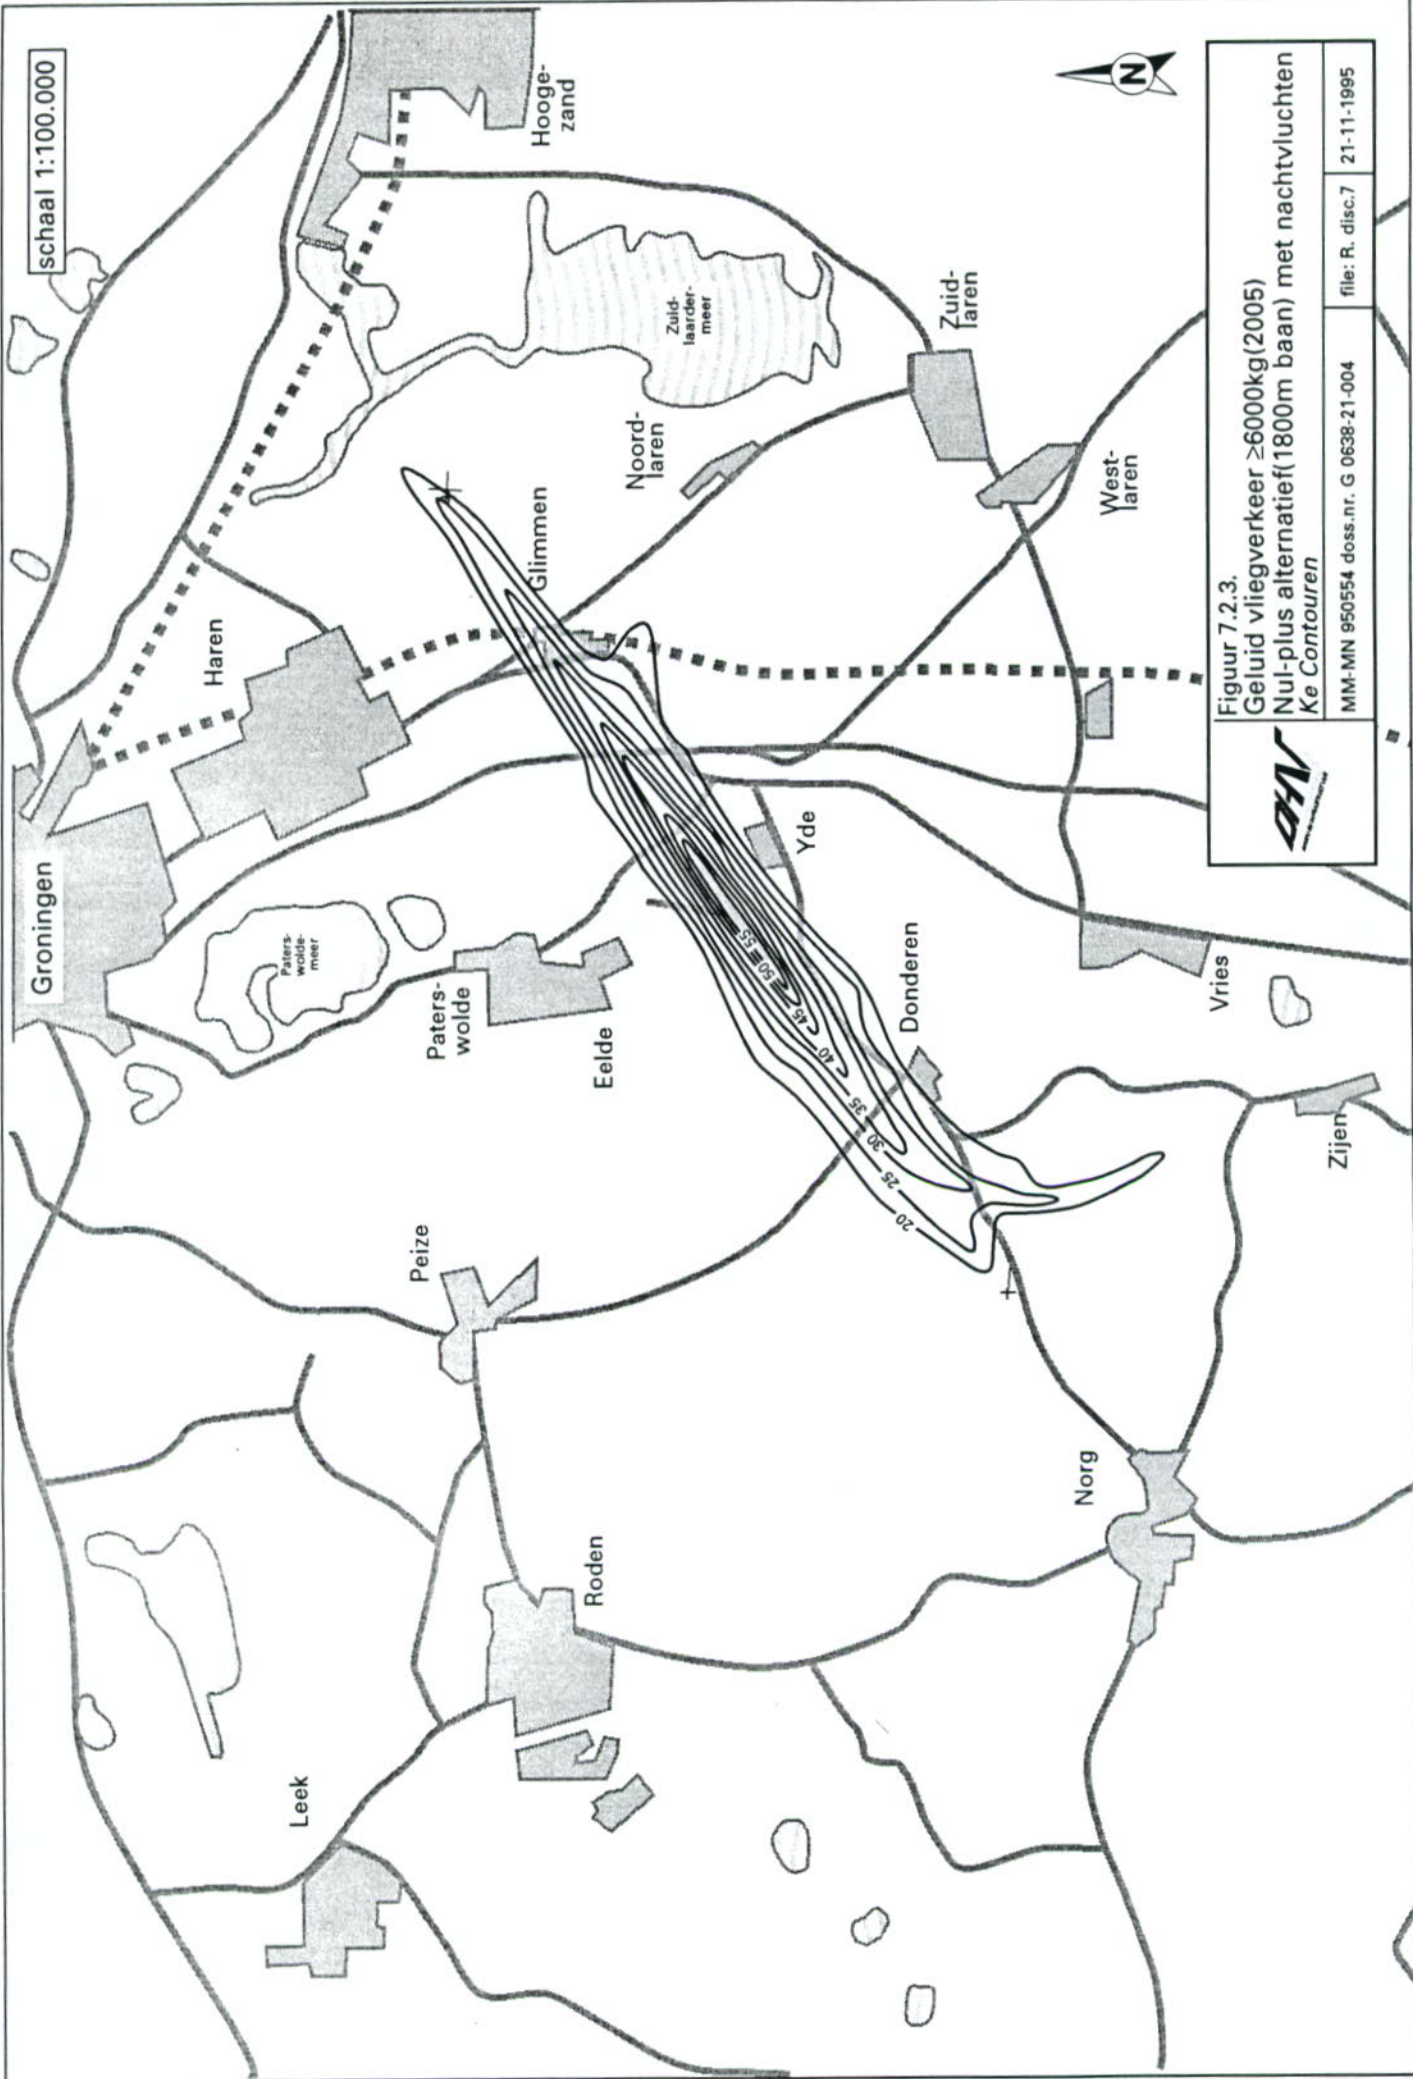 schaal 1:100.000
Groningen
Haren
Hooge-
zand
Paters-
wolde-
meer
Zuid-
laarder-
meer
Leek
Peize
Paters-
wolde
Eelde
Glimmen
Noord-
laren
Roden
Yde
Zuid-
laren
Donderen
West-
laren
Norg
Vries
Zijen
20
25
30
35
40
45
50
55
N
Figuur 7.2.3.
Geluid vliegverkeer ≥6000kg(2005)
Nul-plus alternatief(1800m baan) met nachtvluchten
Ke Contouren
DHV
MM-MN 950554 doss.nr. G 0638-21-004
file: R. disc.7
21-11-1995